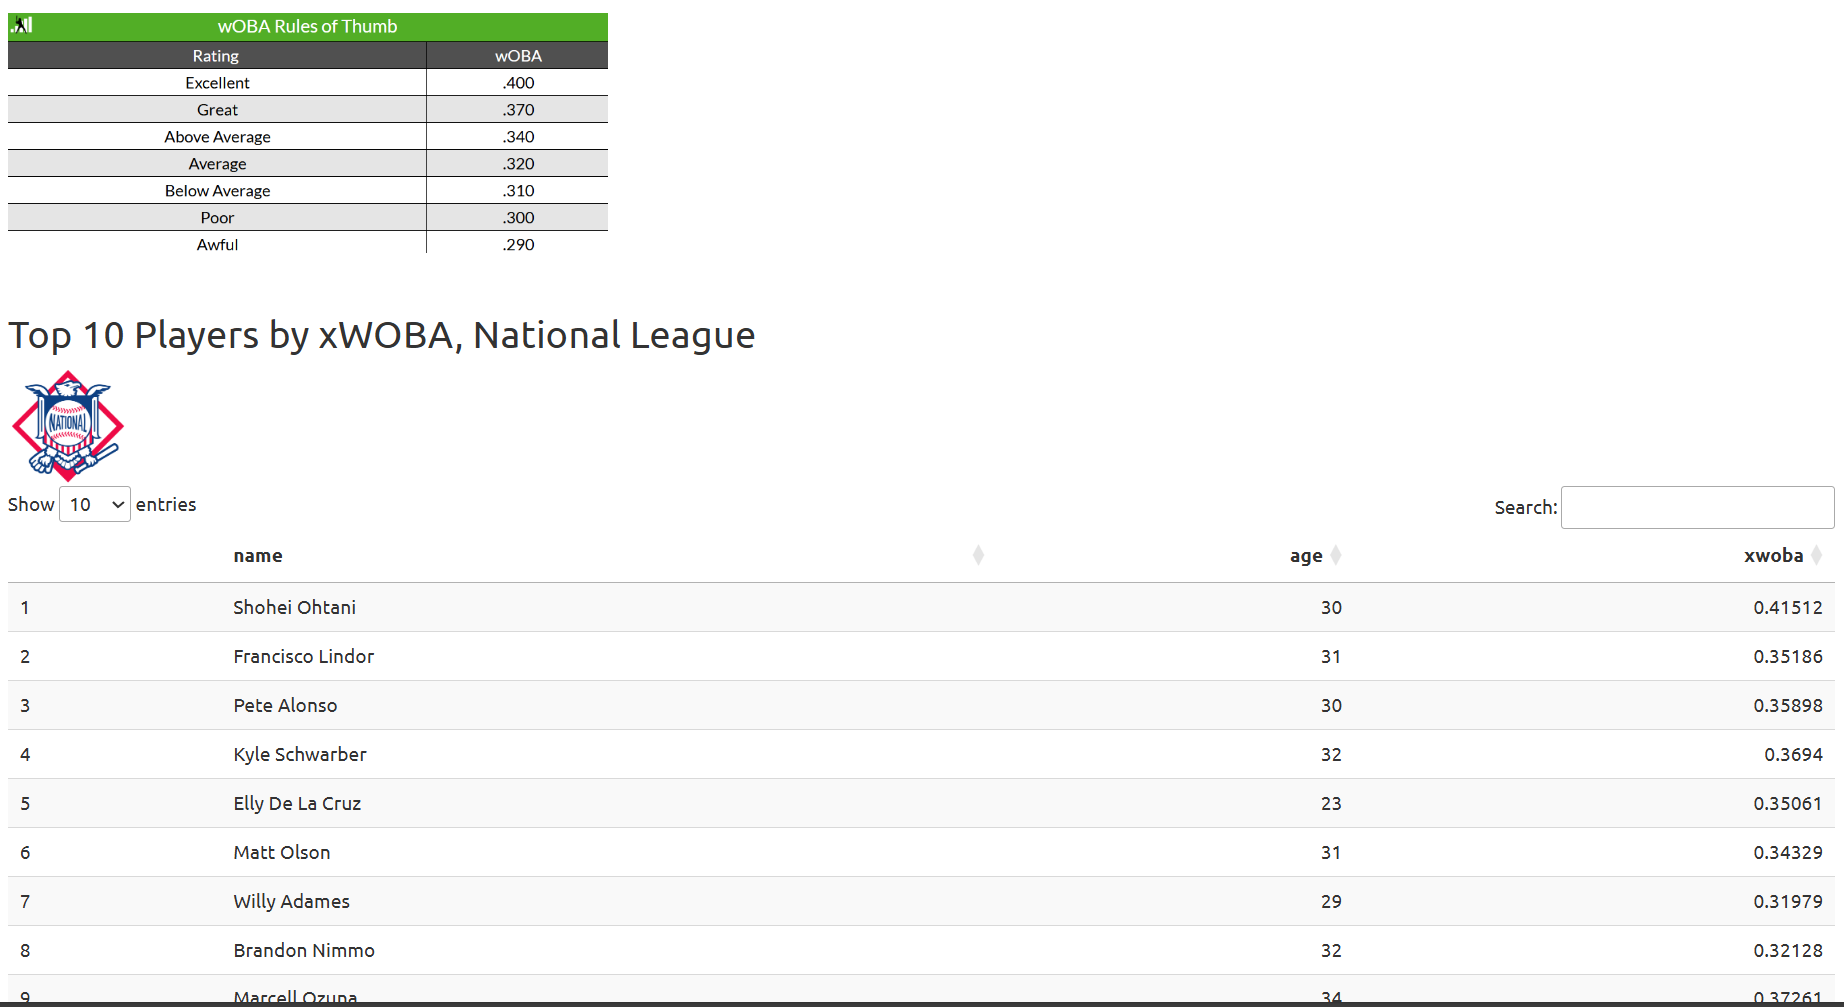 wOBA Rules of Thumb
Rating wOBA
Excellent .400
Great .370
Above Average .340
Average .320
Below Average .310
Poor .300
Awful .290
Top 10 Players by xWOBA, National League
NATIONAL
Show 10 entries Search:
name age xwoba
1 Shohei Ohtani 30 0.41512
2 Francisco Lindor 31 0.35186
3 Pete Alonso 30 0.35898
4 Kyle Schwarber 32 0.3694
5 Elly De La Cruz 23 0.35061
6 Matt Olson 31 0.34329
7 Willy Adames 29 0.31979
8 Brandon Nimmo 32 0.32128
9 Marcell Ozuna 34 0.37261